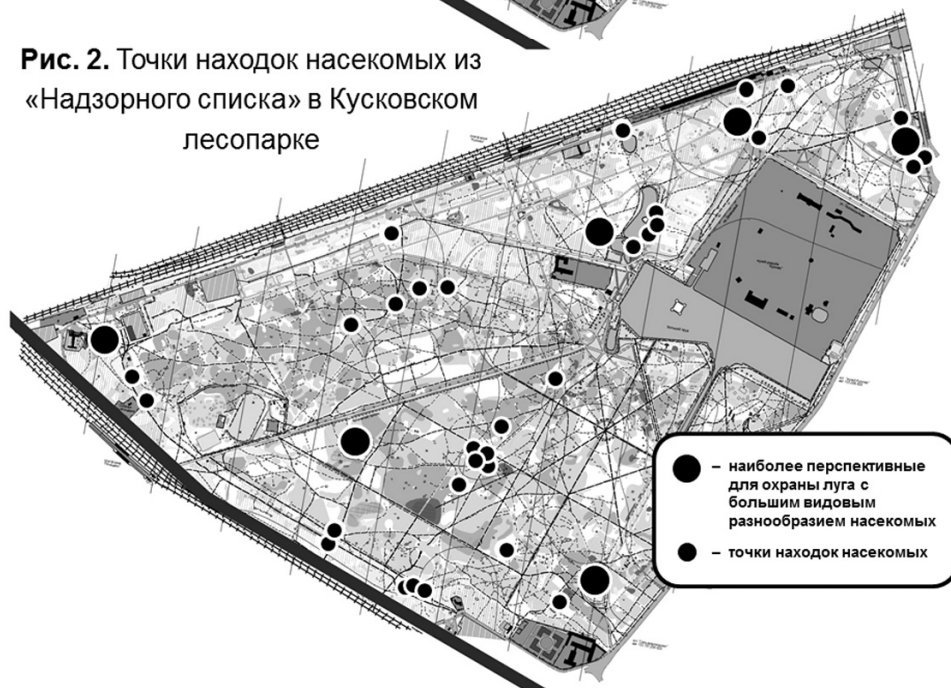 Рис. 2. Точки находок насекомых из
«Надзорного списка» в Кусковском
лесопарке
– наиболее перспективные
для охраны луга с
большим видовым
разнообразием насекомых
– точки находок насекомых